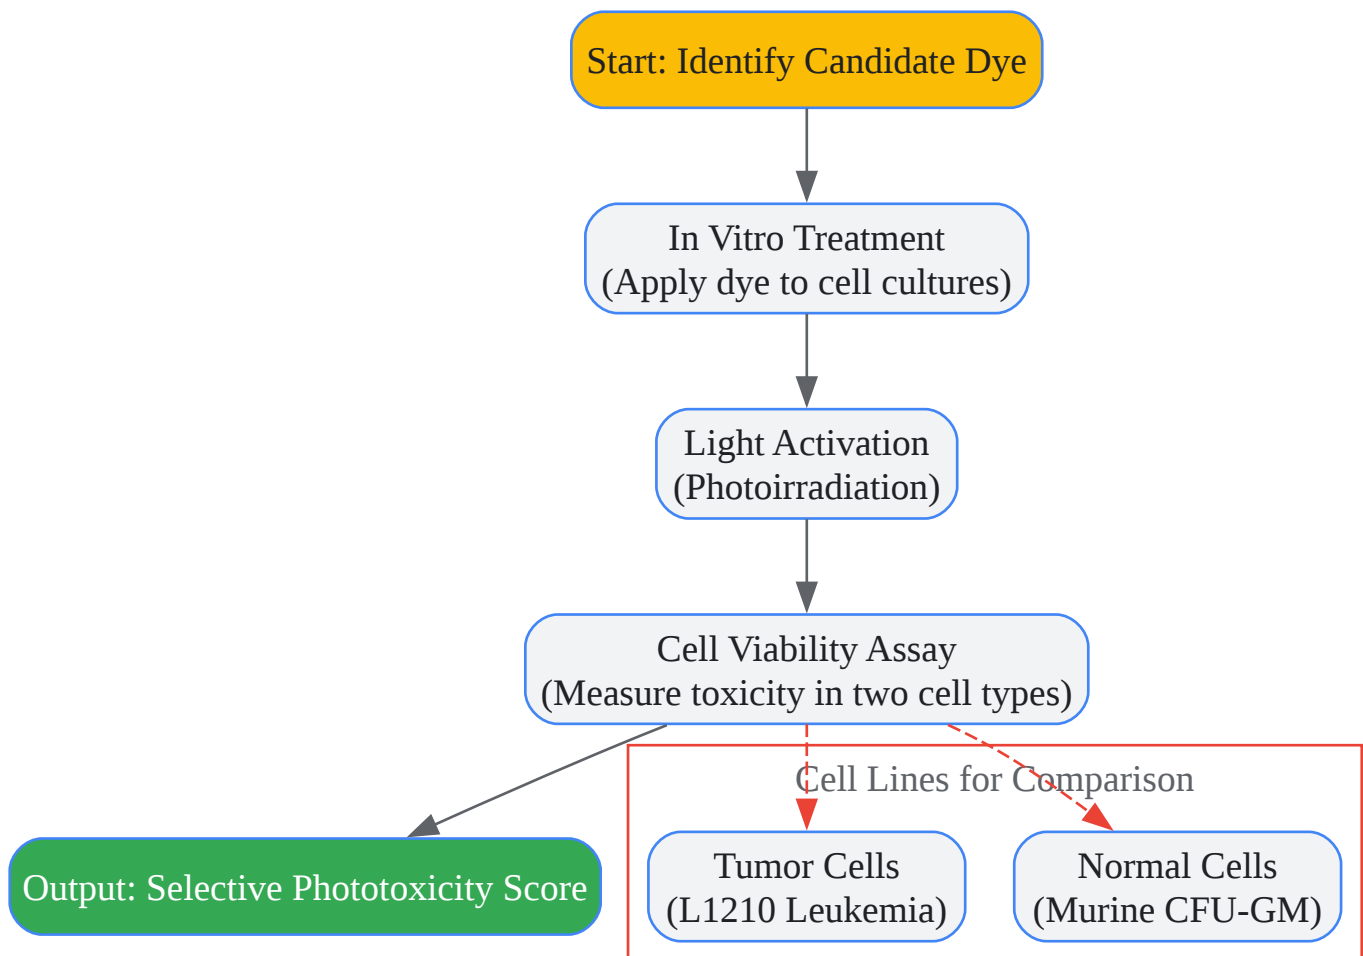 Start: Identify Candidate Dye
In Vitro Treatment
(Apply dye to cell cultures)
Light Activation
(Photoirradiation)
Cell Viability Assay
(Measure toxicity in two cell types)
Cell Lines for Comparison
Output: Selective Phototoxicity Score
Tumor Cells
(L1210 Leukemia)
Normal Cells
(Murine CFU-GM)